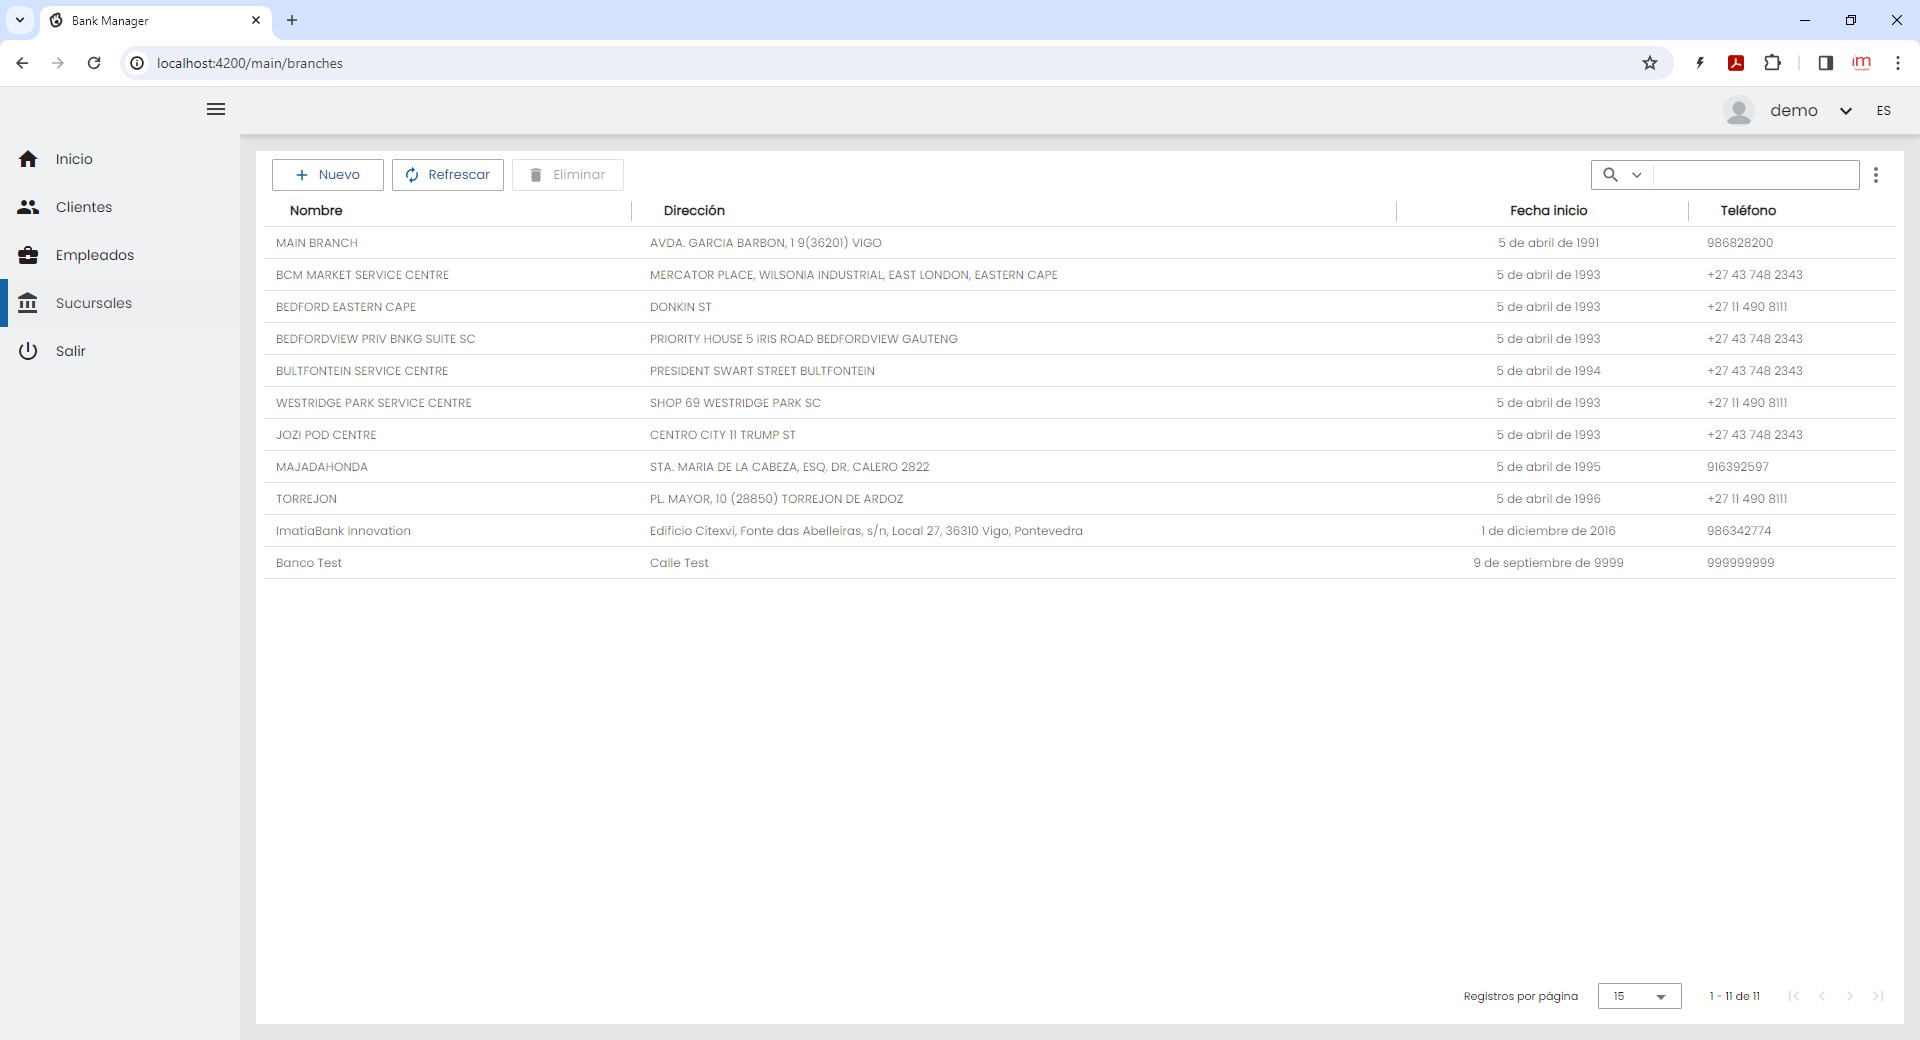 Bank Manager
localhost:4200/main/branches
im
demo ES
Inicio
Clientes
Empleados
Sucursales
Salir
Nuevo Refrescar Eliminar
Nombre Dirección Fecha inicio Teléfono
MAIN BRANCH AVDA. GARCIA BARBON, 1 9(36201) VIGO 5 de abril de 1991 986828200
BCM MARKET SERVICE CENTRE MERCATOR PLACE, WILSONIA INDUSTRIAL, EAST LONDON, EASTERN CAPE 5 de abril de 1993 +27 43 748 2343
BEDFORD EASTERN CAPE DONKIN ST 5 de abril de 1993 +27 11 490 8111
BEDFORDVIEW PRIV BNKG SUITE SC PRIORITY HOUSE 5 IRIS ROAD BEDFORDVIEW GAUTENG 5 de abril de 1993 +27 43 748 2343
BULTFONTEIN SERVICE CENTRE PRESIDENT SWART STREET BULTFONTEIN 5 de abril de 1994 +27 43 748 2343
WESTRIDGE PARK SERVICE CENTRE SHOP 69 WESTRIDGE PARK SC 5 de abril de 1993 +27 11 490 8111
JOZI POD CENTRE CENTRO CITY 11 TRUMP ST 5 de abril de 1993 +27 43 748 2343
MAJADAHONDA STA. MARIA DE LA CABEZA, ESQ. DR. CALERO 2822 5 de abril de 1995 916392597
TORREJON PL. MAYOR, 10 (28850) TORREJON DE ARDOZ 5 de abril de 1996 +27 11 490 8111
ImatiaBank Innovation Edificio Citexvi, Fonte das Abelleiras, s/n, Local 27, 36310 Vigo, Pontevedra 1 de diciembre de 2016 986342774
Banco Test Calle Test 9 de septiembre de 9999 999999999
Registros por página 15 1 - 11 de 11